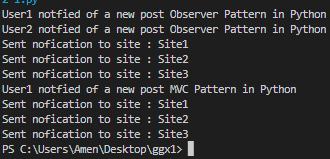 2 1.py
User1 notfied of a new post Observer Pattern in Python
User2 notfied of a new post Observer Pattern in Python
Sent nofication to site : Site1
Sent nofication to site : Site2
Sent nofication to site : Site3
User1 notfied of a new post MVC Pattern in Python
Sent nofication to site : Site1
Sent nofication to site : Site2
Sent nofication to site : Site3
PS C:\Users\Amen\Desktop\ggx1>